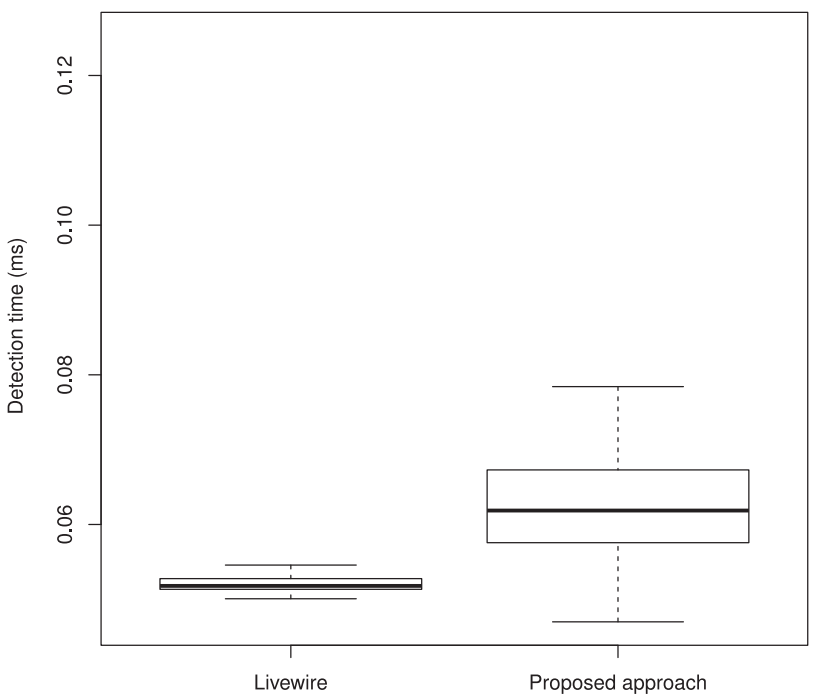 Detection time (ms)
0.12
0.10
0.08
0.06
Livewire
Proposed approach